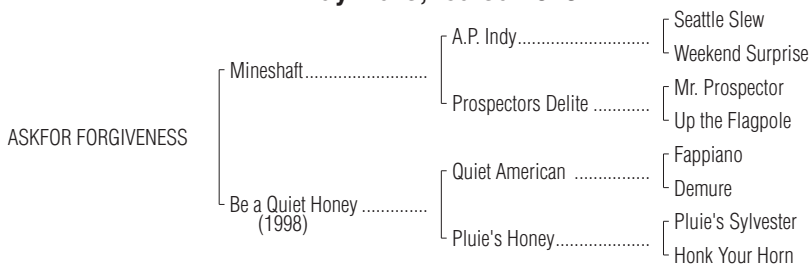 Seattle Slew
A.P. Indy..............................
Weekend Surprise
Mineshaft............................
Mr. Prospector
Prospectors Delite .............
Up the Flagpole
ASKFOR FORGIVENESS
Fappiano
Quiet American .................
Demure
Be a Quiet Honey ...............
(1998)
Pluie's Sylvester
Pluie's Honey......................
Honk Your Horn